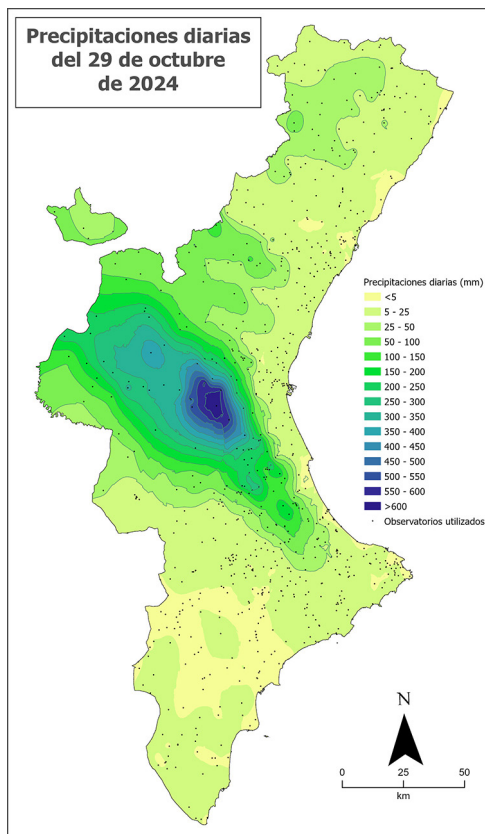 Precipitaciones diarias
del 29 de octubre
de 2024
Precipitaciones diarias (mm)
<5
5 - 25
25 - 50
50 - 100
100 - 150
150 - 200
200 - 250
250 - 300
300 - 350
350 - 400
400 - 450
450 - 500
500 - 550
550 - 600
>600
Observatorios utilizados
N
0 25 50
km